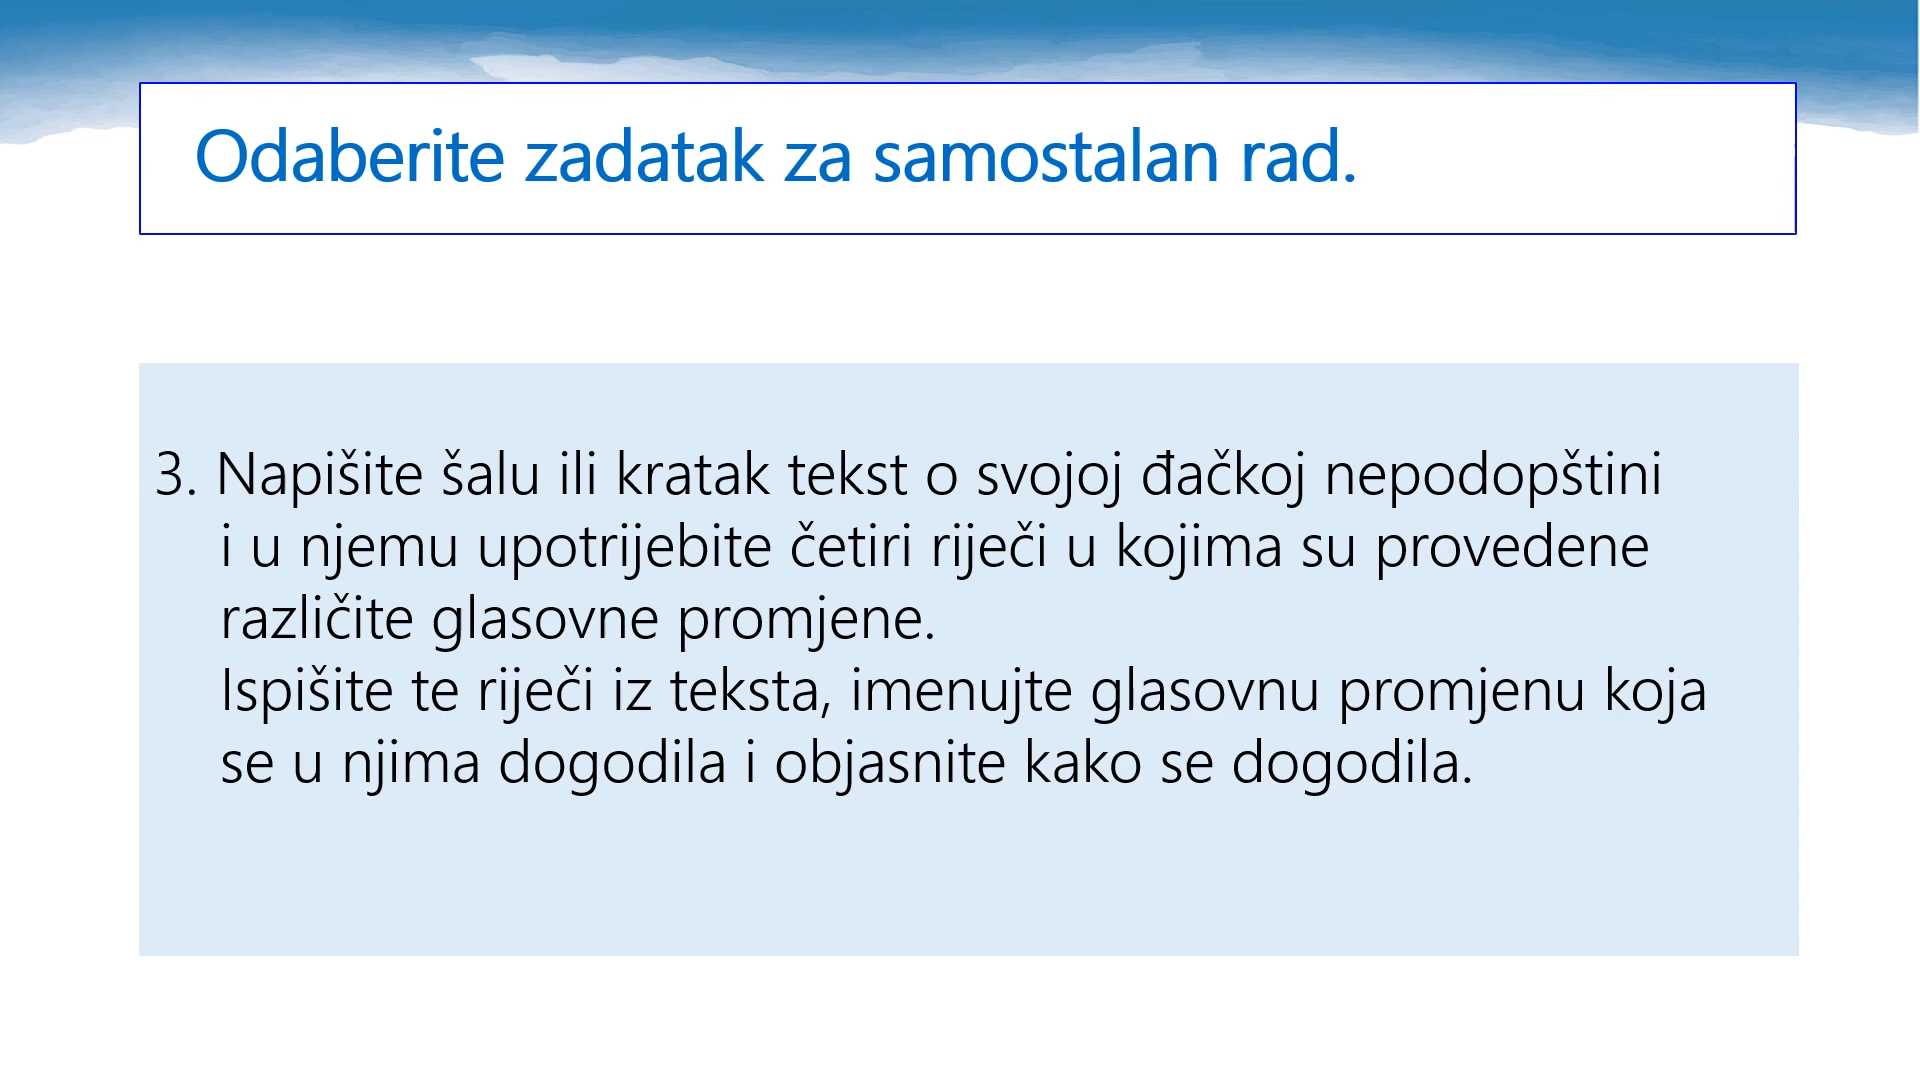 Odaberite zadatak za samostalan rad.
3. Napišite šalu ili kratak tekst o svojoj đačkoj nepodopštini
i u njemu upotrijebite četiri riječi u kojima su provedene
različite glasovne promjene.
Ispišite te riječi iz teksta, imenujte glasovnu promjenu koja
se u njima dogodila i objasnite kako se dogodila.